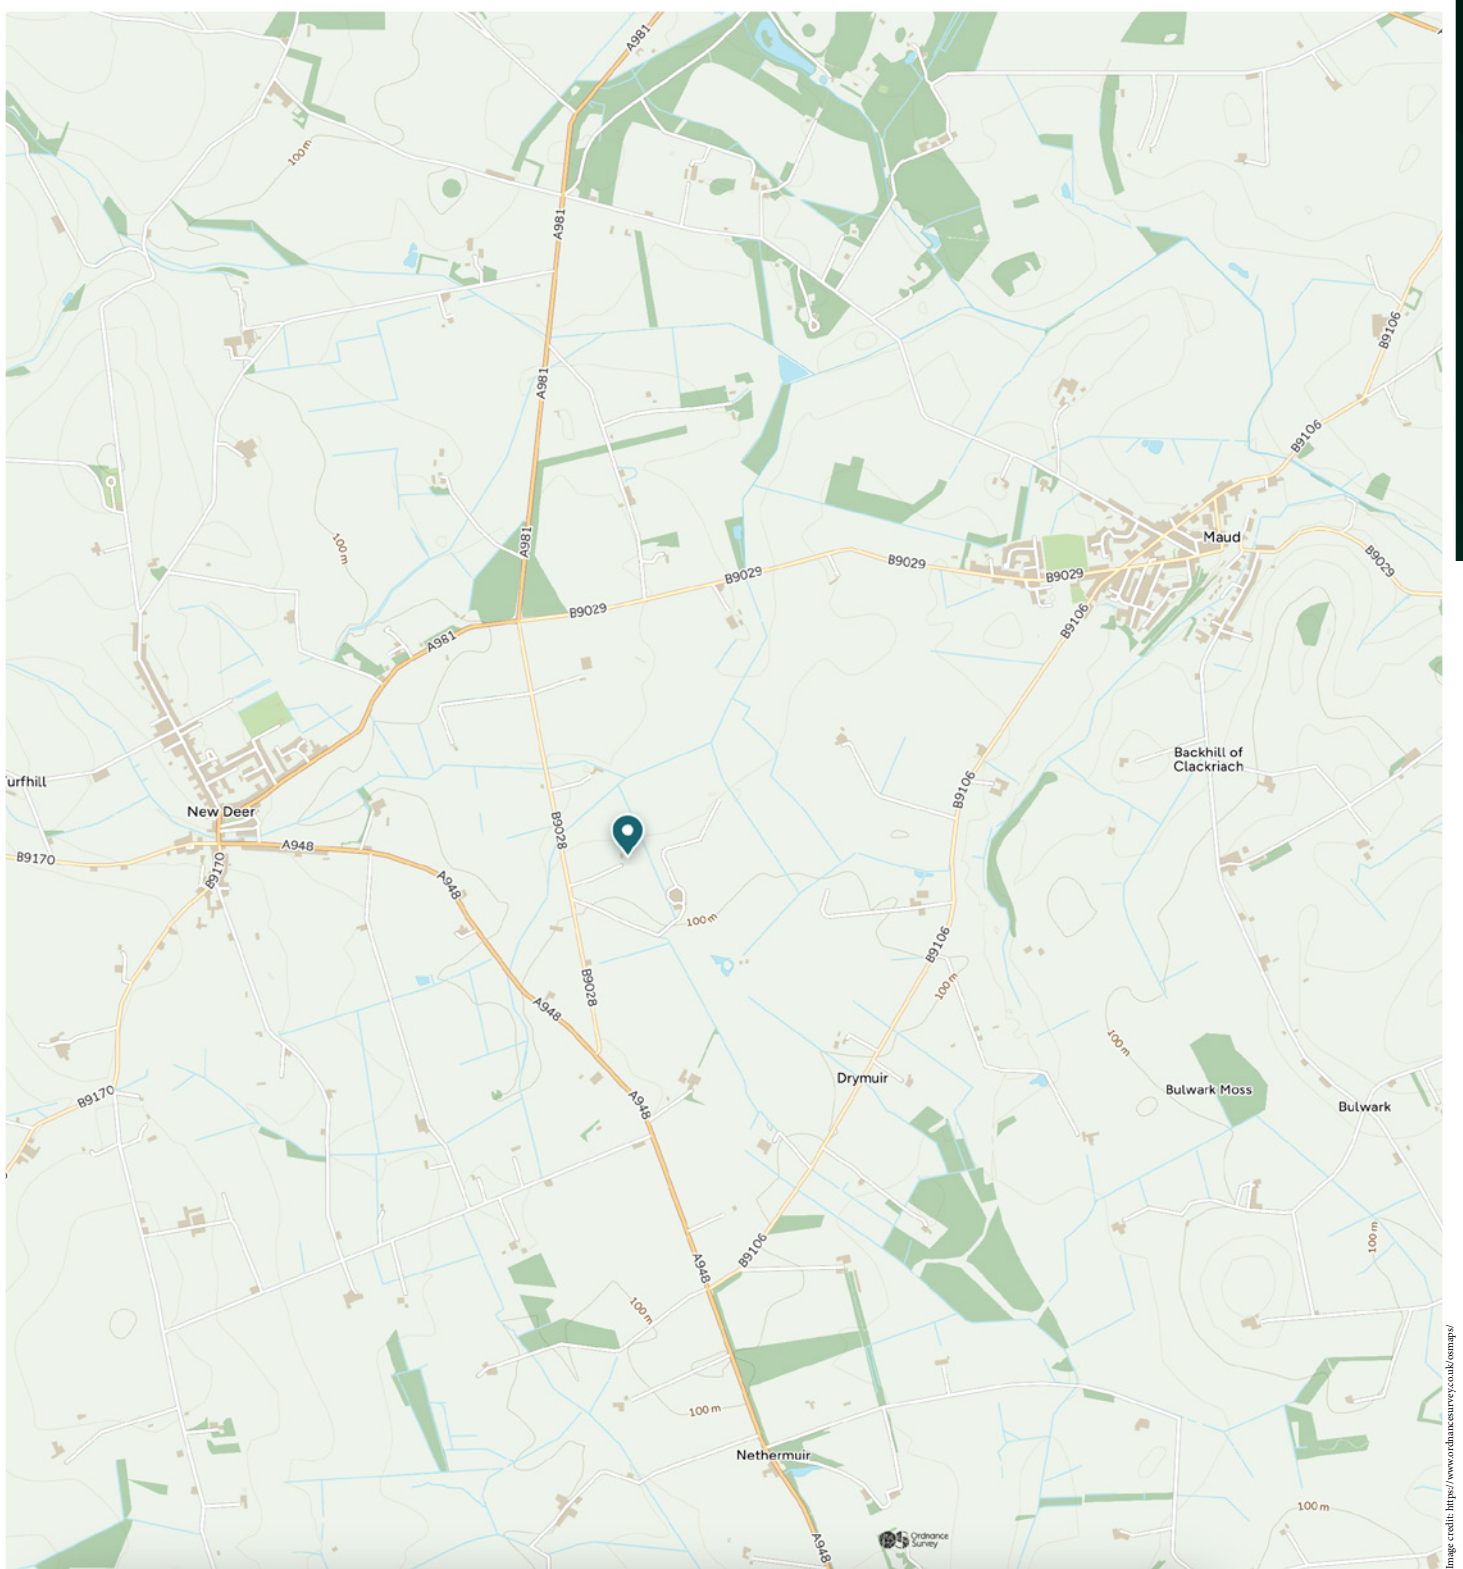 A981
100 m
A981
B9106
A981
B9106
100 m
A981
Maud
B9029
B9029
B9029
B9029
B9029
B9106
A981
Backhill of
Clackriach
urfhill
B9106
New Deer
B9028
A948
B9170
B9170
A948
100 m
B9106
B9028
100 m
A948
100 m
Drymuir
Bulwark Moss
B9170
A948
Bulwark
100 m
B9106
A948
100 m
100 m
Nethermuir
100 m
Ordnance
Survey
A948
Image credit: https://www.ordnancesurvey.co.uk/osmaps/